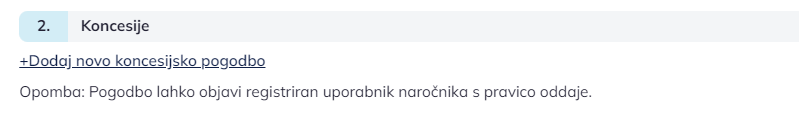 2. Koncesije
+Dodaj novo koncesijsko pogodbo
Opomba: Pogodbo lahko objavi registriran uporabnik naročnika s pravico oddaje.